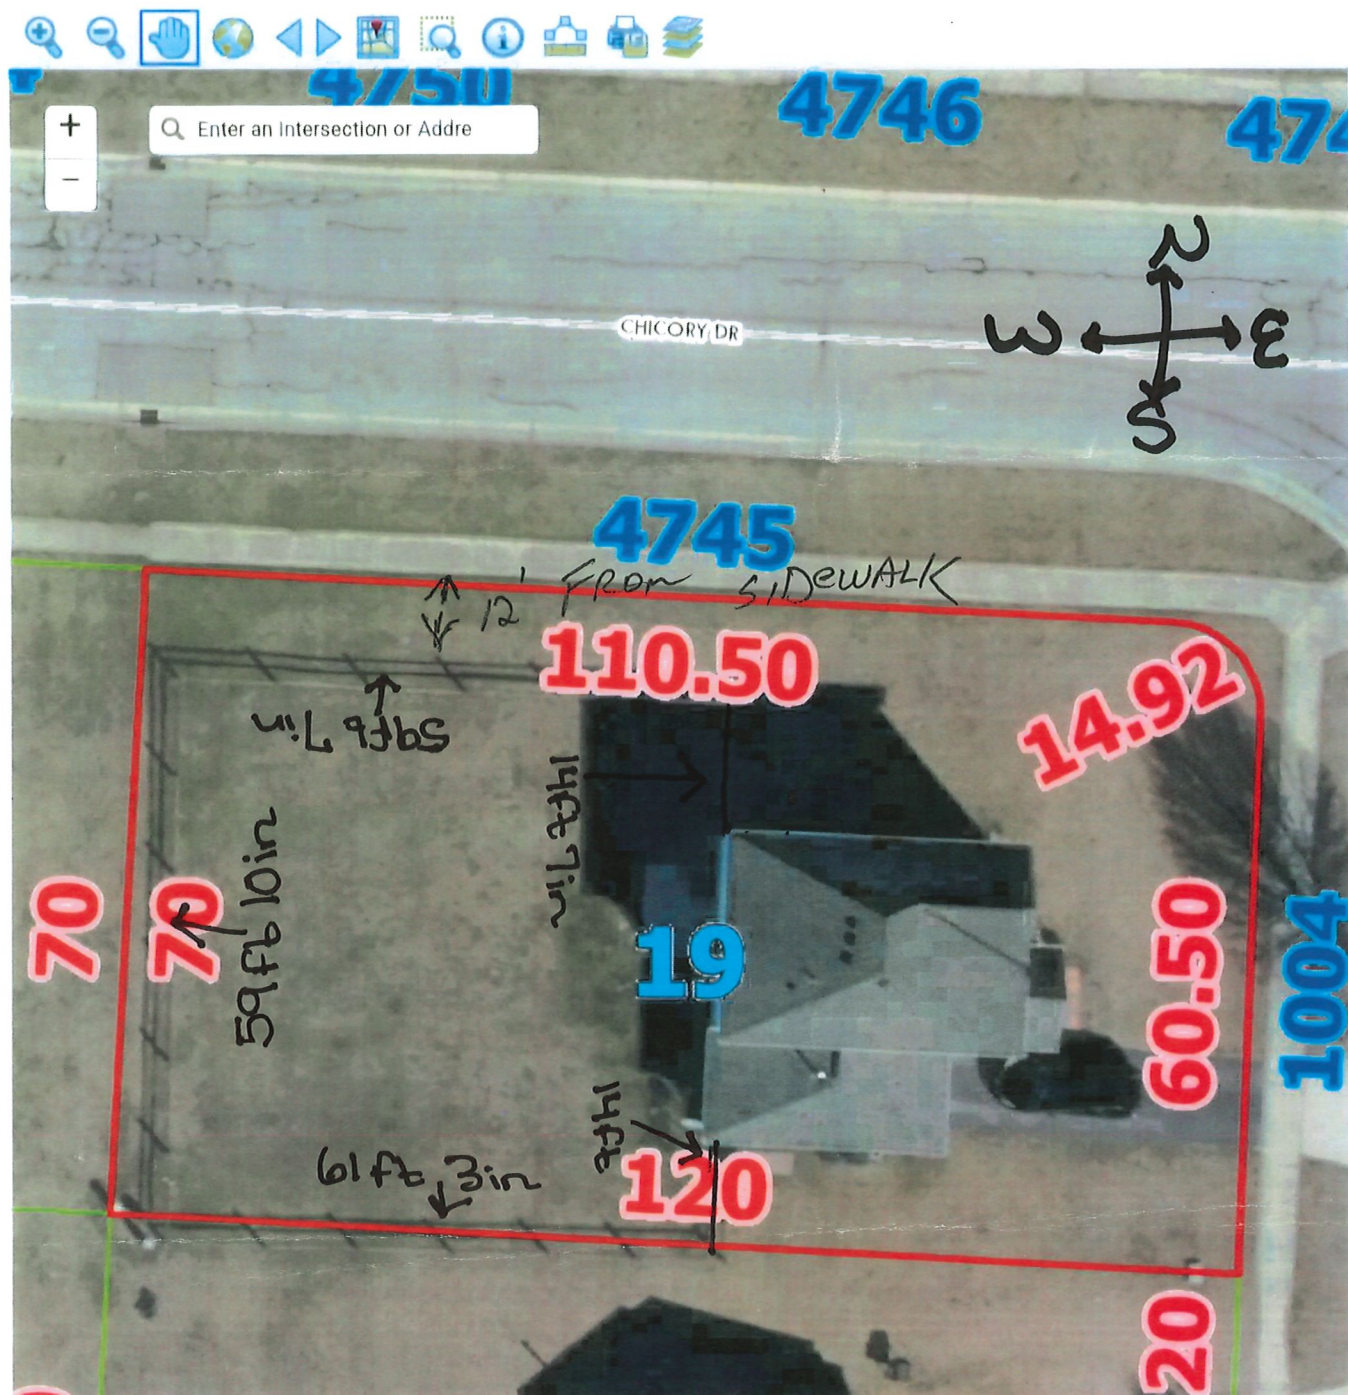 4750
4746
474
+
Enter an Intersection or Addre
−
N
CHICORY DR
W
E
S
4745
12' FROM SIDEWALK
110.50
14.92
59ft 7in
14ft 7in
59ft 10in
70
70
19
60.50
1004
14ft
61ft 3in
120
20